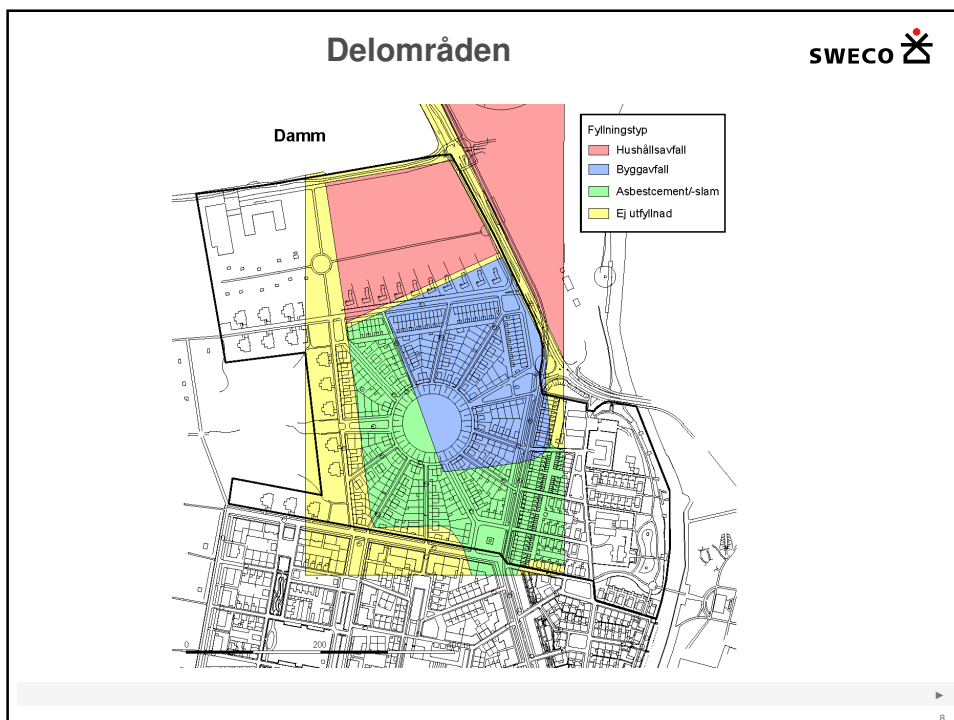 Delområden
SWECO
Damm
Fyllningstyp
Hushållsavfall
Byggavfall
Asbestcement/-slam
Ej utfyllnad
0
200
8